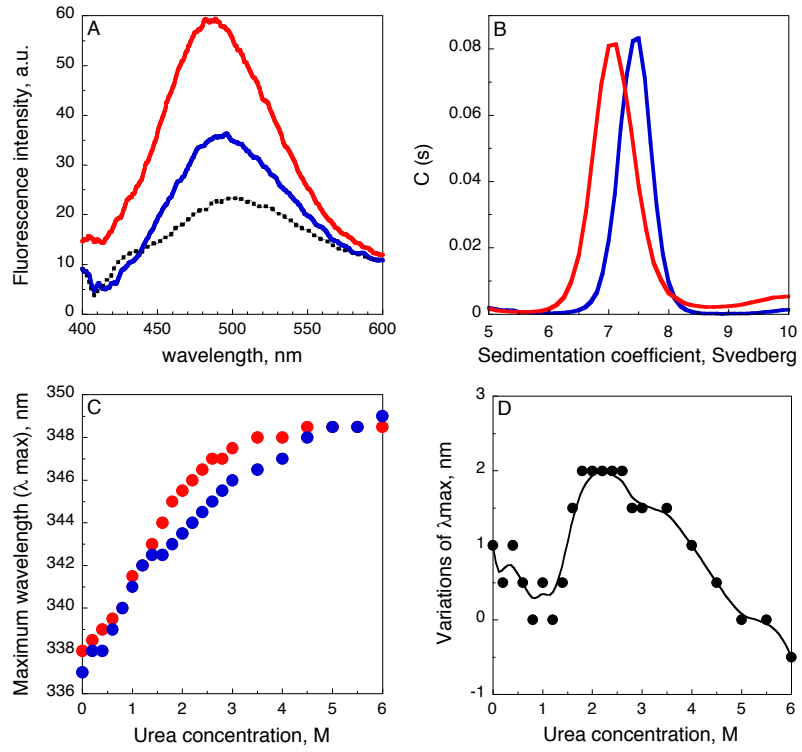 A
Fluorescence intensity, a.u.
60
50
40
30
20
10
0
400 450 500 550 600
wavelength, nm
B
C (s)
0.08
0.06
0.04
0.02
0
5 6 7 8 9 10
Sedimentation coefficient, Svedberg
C
Maximum wavelength (λ max), nm
350
348
346
344
342
340
338
336
0 1 2 3 4 5 6
Urea concentration, M
D
Variations of λmax, nm
3
2
1
0
-1
0 1 2 3 4 5 6
Urea concentration, M